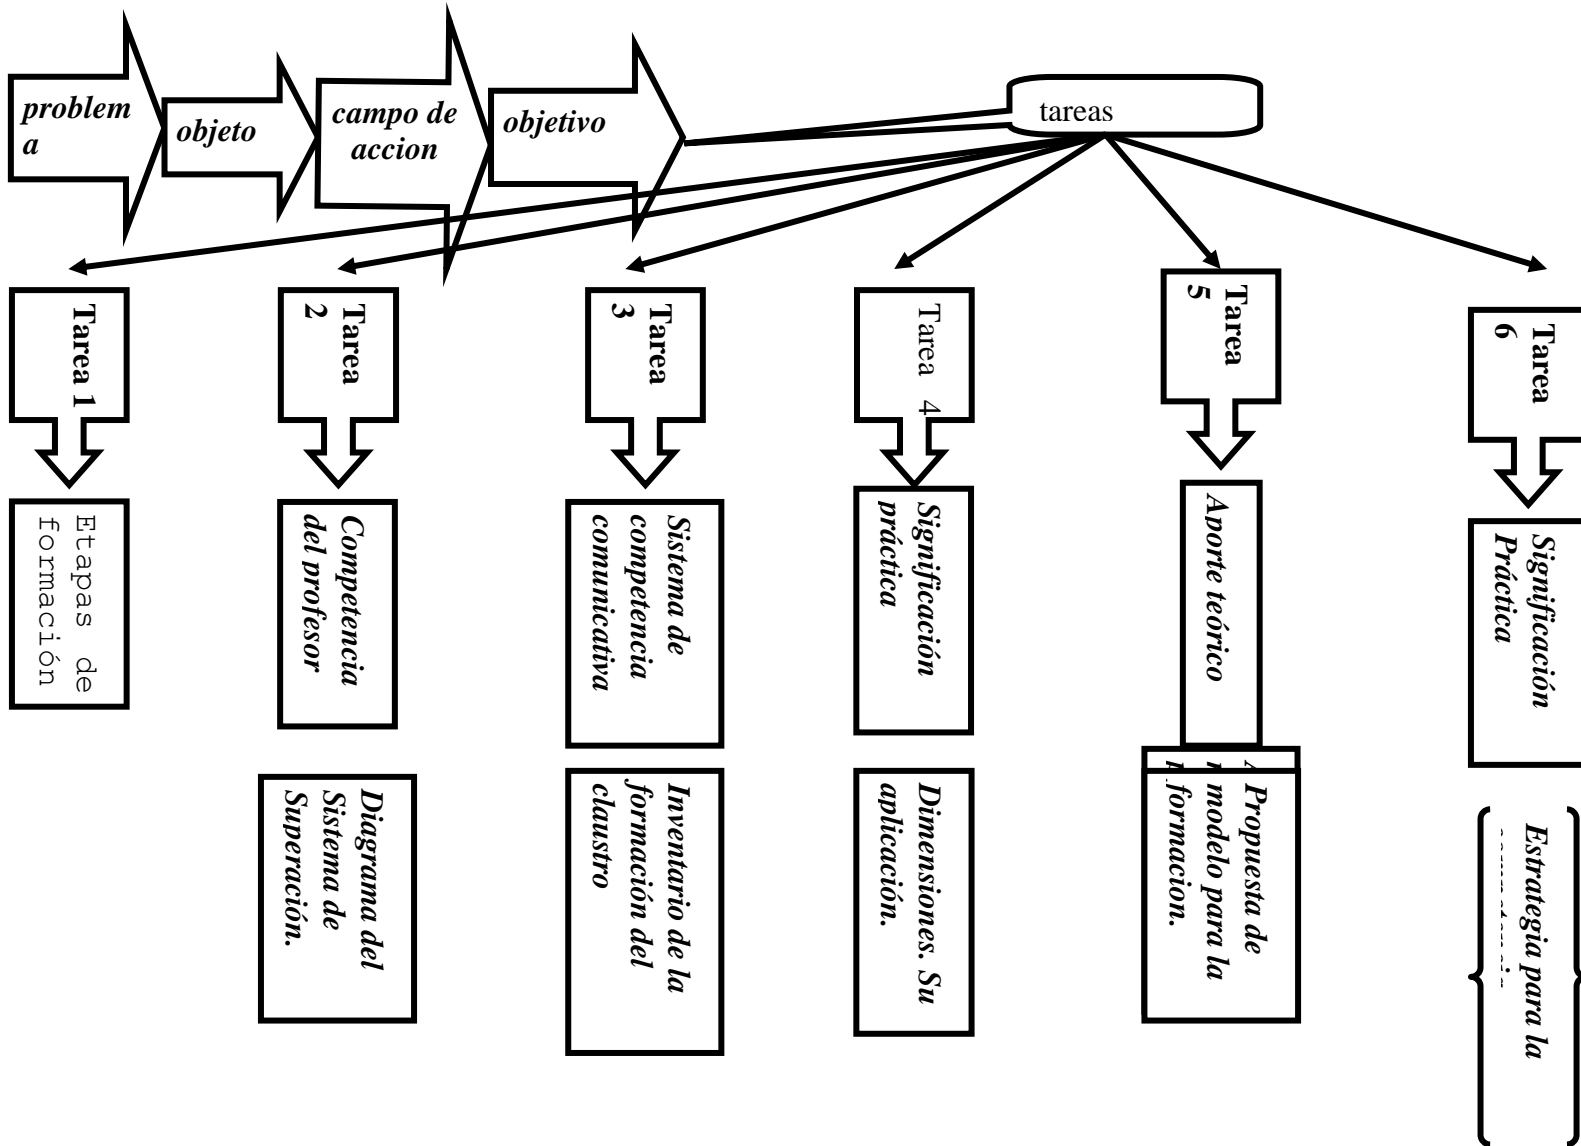 problem
a
objeto
campo de
accion
objetivo
tareas
Tarea 1
Tarea
2
Tarea
3
Tarea 4
Tarea
5
Tarea
6
Etapas de
formación
Competencia
del profesor
Sistema de
competencia
comunicativa
Significación
práctica
Aporte teórico
Significación
Práctica
Diagrama del
Sistema de
Superación.
Inventario de la
formación del
claustro
Dimensiones. Su
aplicación.
Propuesta de
modelo para la
formacion.
Estrategia para la